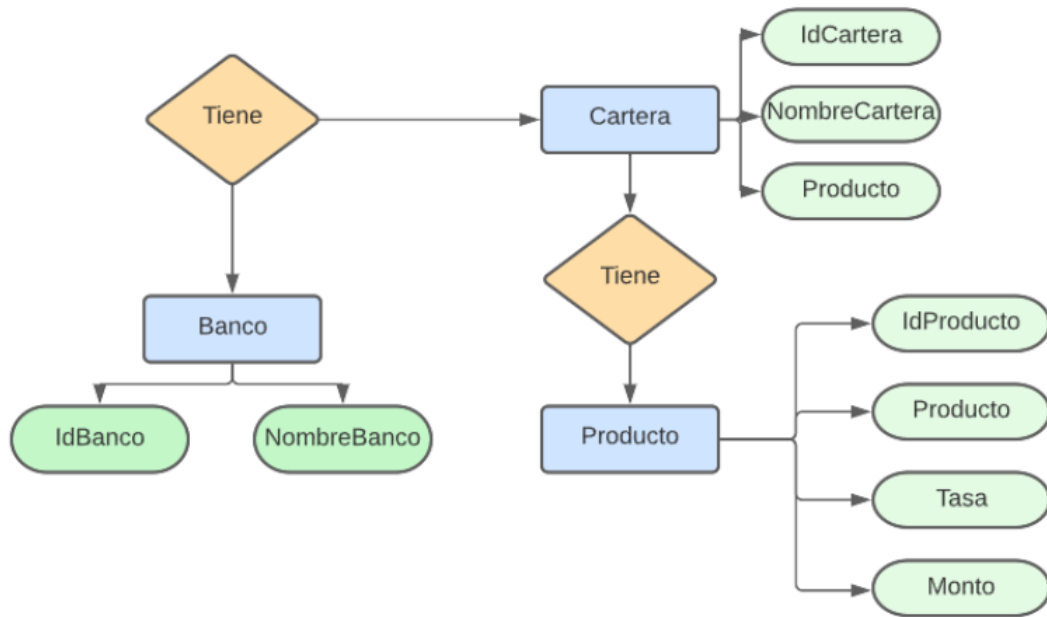 IdCartera
Tiene
Cartera
NombreCartera
Producto
Tiene
Banco
IdProducto
Producto
Producto
IdBanco
NombreBanco
Tasa
Monto